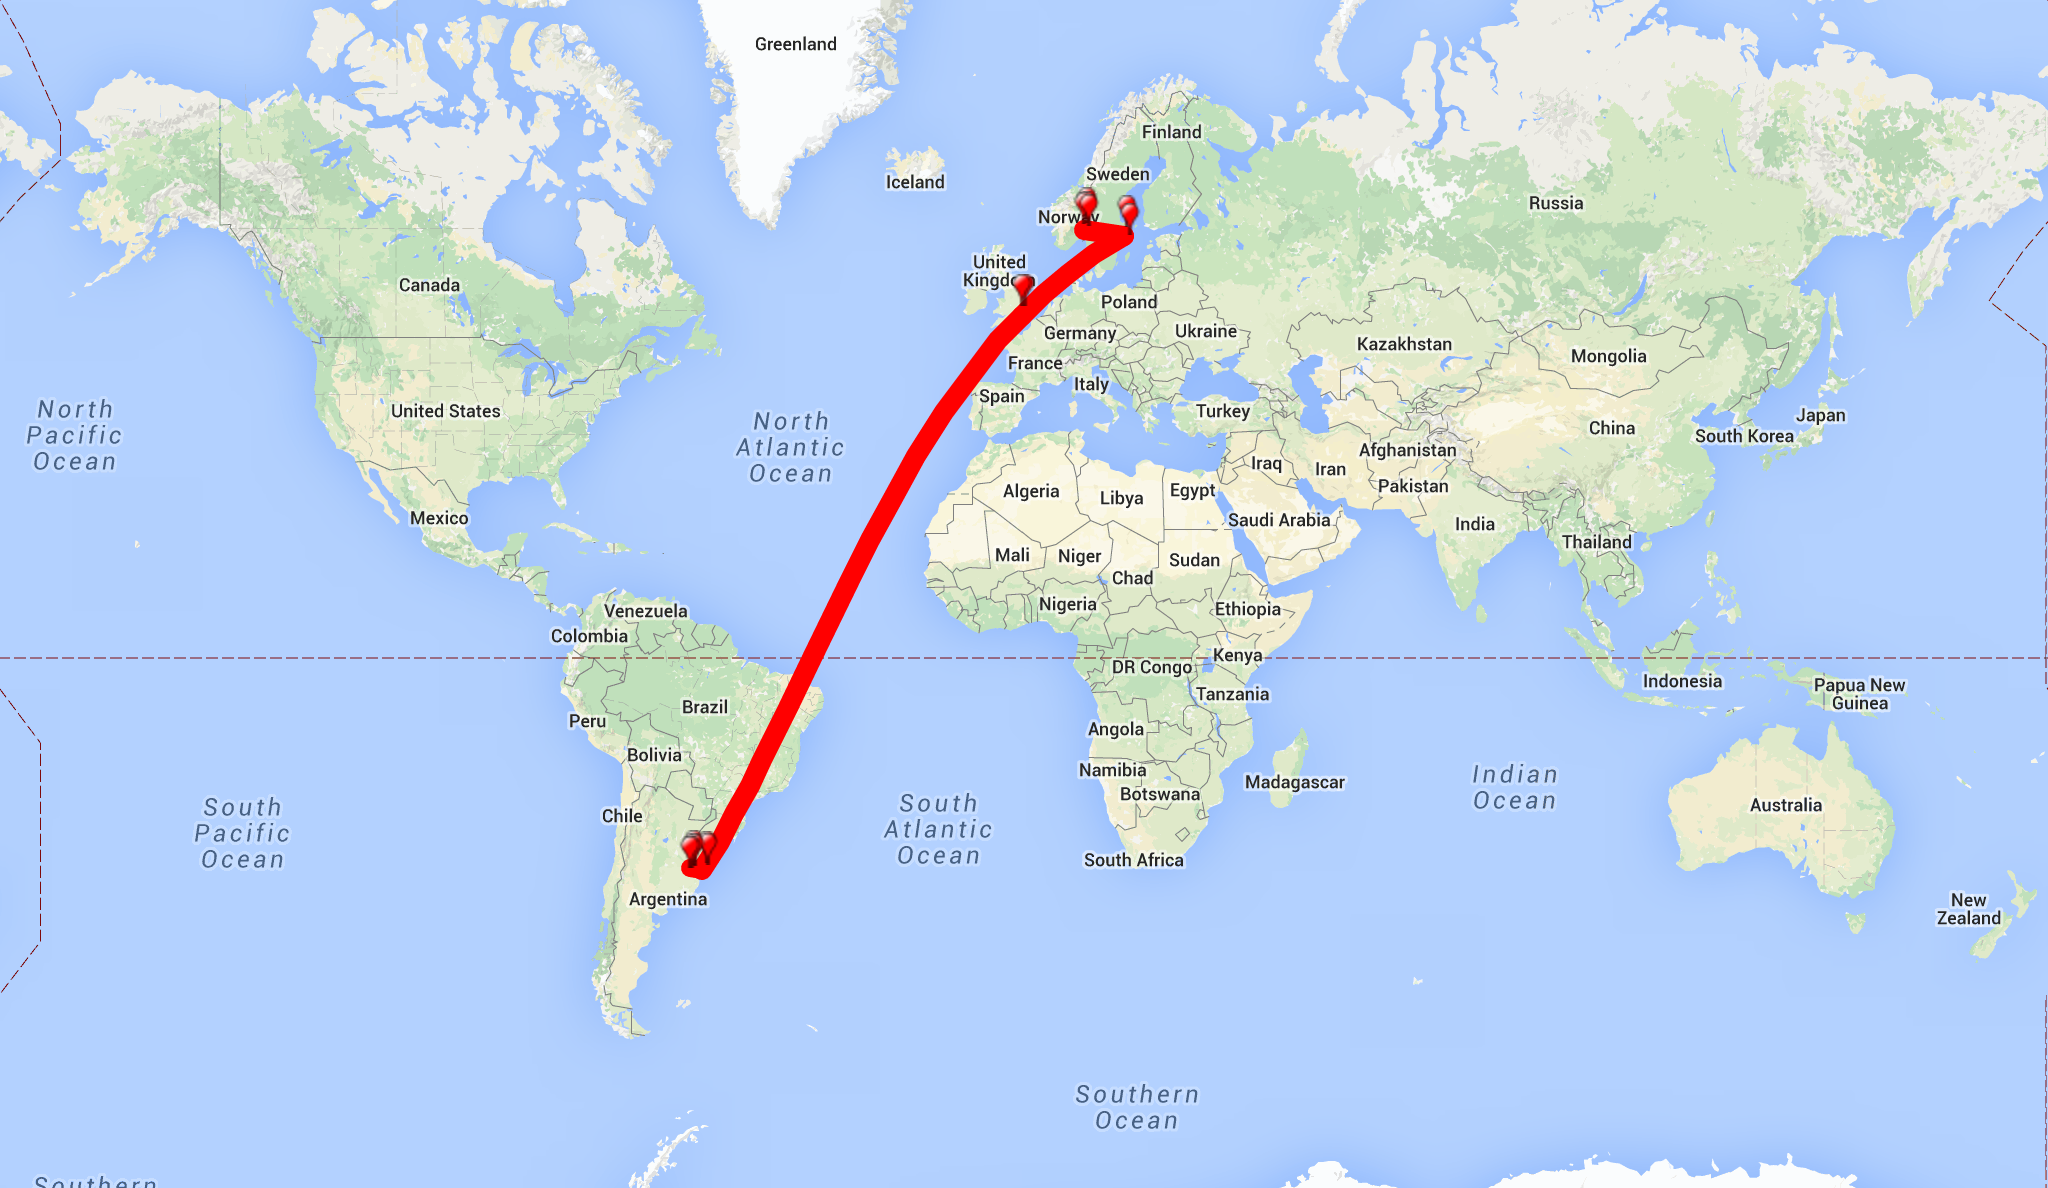 Greenland
Finland
Iceland
Sweden
Norway
Russia
United
Kingdom
Canada
Poland
Germany
Ukraine
Kazakhstan
Mongolia
France
Italy
Spain
United States
Turkey
Japan
North
Pacific
Ocean
North
Atlantic
Ocean
China
South Korea
Afghanistan
Iraq
Iran
Pakistan
Algeria
Libya
Egypt
Mexico
Saudi Arabia
India
Thailand
Mali
Niger
Sudan
Chad
Nigeria
Ethiopia
Venezuela
Colombia
Kenya
DR Congo
Indonesia
Papua New
Guinea
Tanzania
Brazil
Peru
Angola
Bolivia
Namibia
Madagascar
Botswana
Indian
Ocean
Australia
Chile
South
Pacific
Ocean
South
Atlantic
Ocean
South Africa
Argentina
New
Zealand
Southern
Ocean
Southern